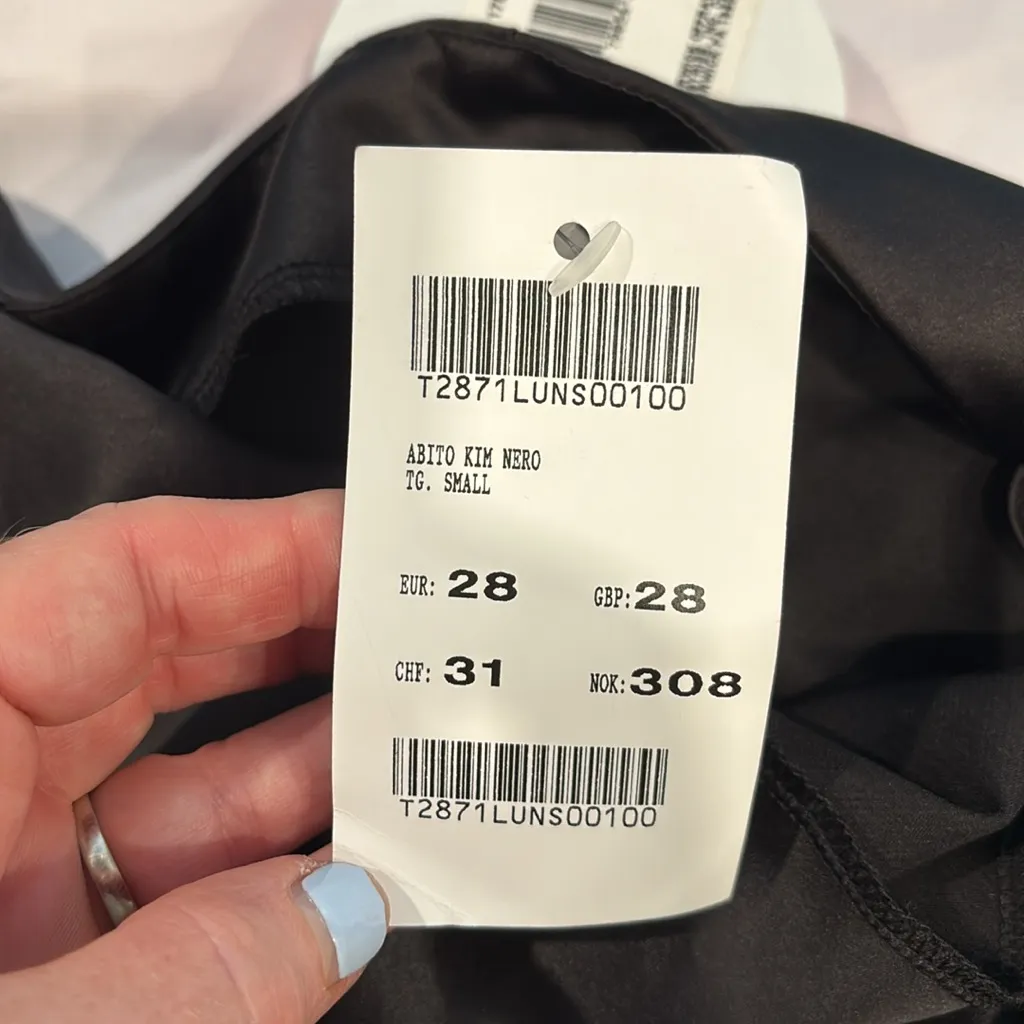 T2871LUNS00100
ABITO KIM NERO
TG. SMALL
EUR: 28 GBP: 28
CHF: 31 NOK: 308
T2871LUNS00100